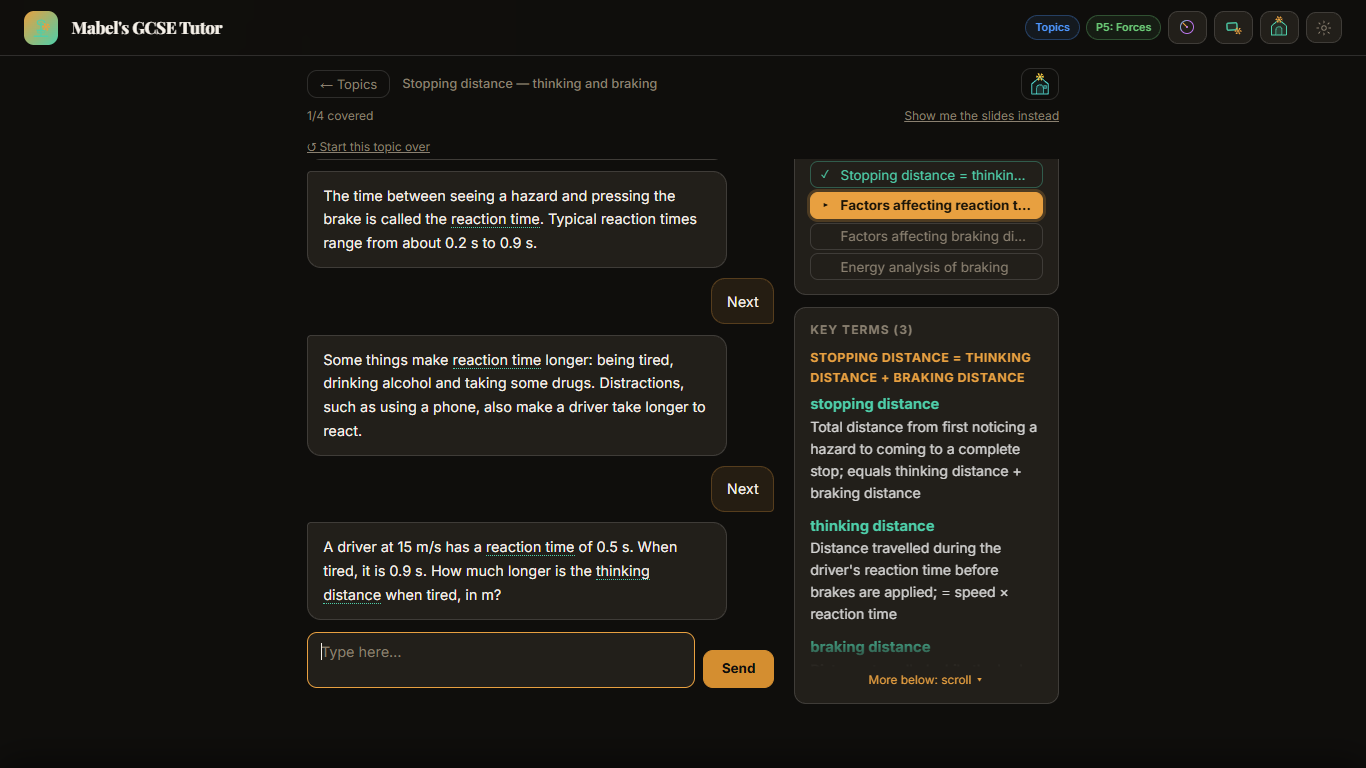 Mabel's GCSE Tutor
Topics
P5: Forces
← Topics
Stopping distance — thinking and braking
1/4 covered
Show me the slides instead
↺ Start this topic over
The time between seeing a hazard and pressing the
brake is called the reaction time. Typical reaction times
range from about 0.2 s to 0.9 s.
Next
Some things make reaction time longer: being tired,
drinking alcohol and taking some drugs. Distractions,
such as using a phone, also make a driver take longer to
react.
Next
A driver at 15 m/s has a reaction time of 0.5 s. When
tired, it is 0.9 s. How much longer is the thinking
distance when tired, in m?
Type here...
Send
✓ Stopping distance = thinkin...
▸ Factors affecting reaction t...
Factors affecting braking di...
Energy analysis of braking
KEY TERMS (3)
STOPPING DISTANCE = THINKING
DISTANCE + BRAKING DISTANCE
stopping distance
Total distance from first noticing a
hazard to coming to a complete
stop; equals thinking distance +
braking distance
thinking distance
Distance travelled during the
driver's reaction time before
brakes are applied; = speed ×
reaction time
braking distance
More below: scroll ▾